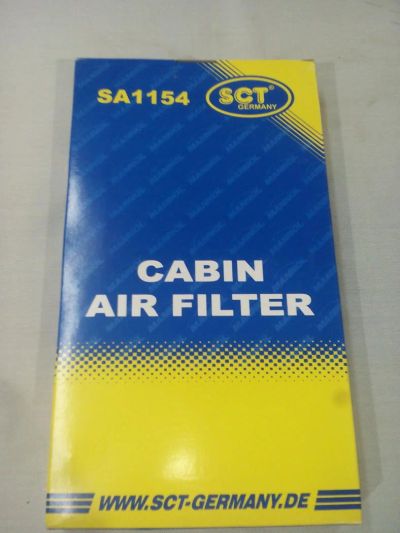 SA1154
SCT®
GERMANY
CABIN
AIR FILTER
WWW.SCT-GERMANY.DE